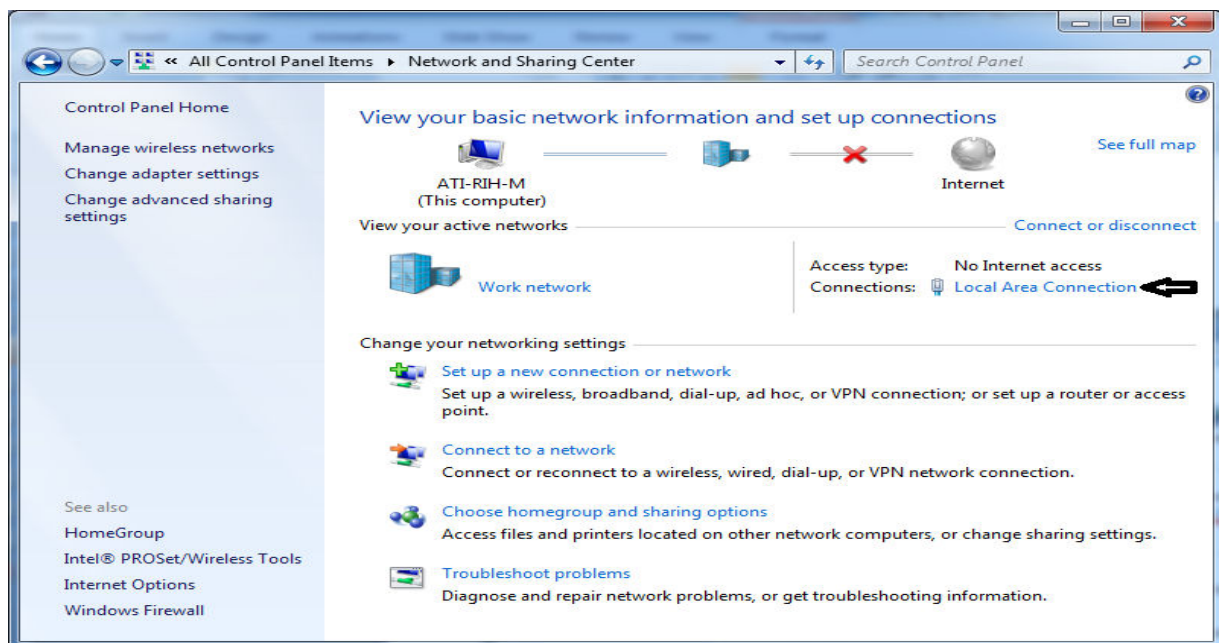 « All Control Panel Items ▸ Network and Sharing Center
Search Control Panel
Control Panel Home
Manage wireless networks
Change adapter settings
Change advanced sharing
settings
See also
HomeGroup
Intel® PROSet/Wireless Tools
Internet Options
Windows Firewall
View your basic network information and set up connections
See full map
ATI-RIH-M
(This computer)
Internet
View your active networks
Connect or disconnect
Work network
Access type: No Internet access
Connections: Local Area Connection
Change your networking settings
Set up a new connection or network
Set up a wireless, broadband, dial-up, ad hoc, or VPN connection; or set up a router or access
point.
Connect to a network
Connect or reconnect to a wireless, wired, dial-up, or VPN network connection.
Choose homegroup and sharing options
Access files and printers located on other network computers, or change sharing settings.
Troubleshoot problems
Diagnose and repair network problems, or get troubleshooting information.